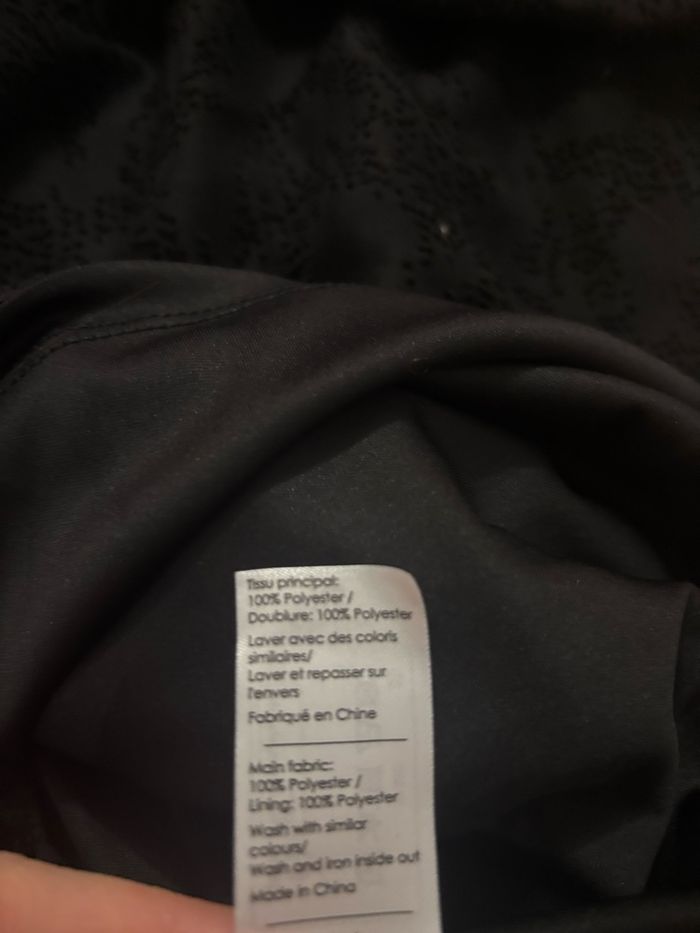 Tissu principal:
100% Polyester /
Doublure: 100% Polyester
Laver avec des coloris
similaires/
Laver et repasser sur
l'envers
Fabriqué en Chine
Main fabric:
100% Polyester /
Lining: 100% Polyester
Wash with similar
colours/
Wash and iron inside out
Made in China